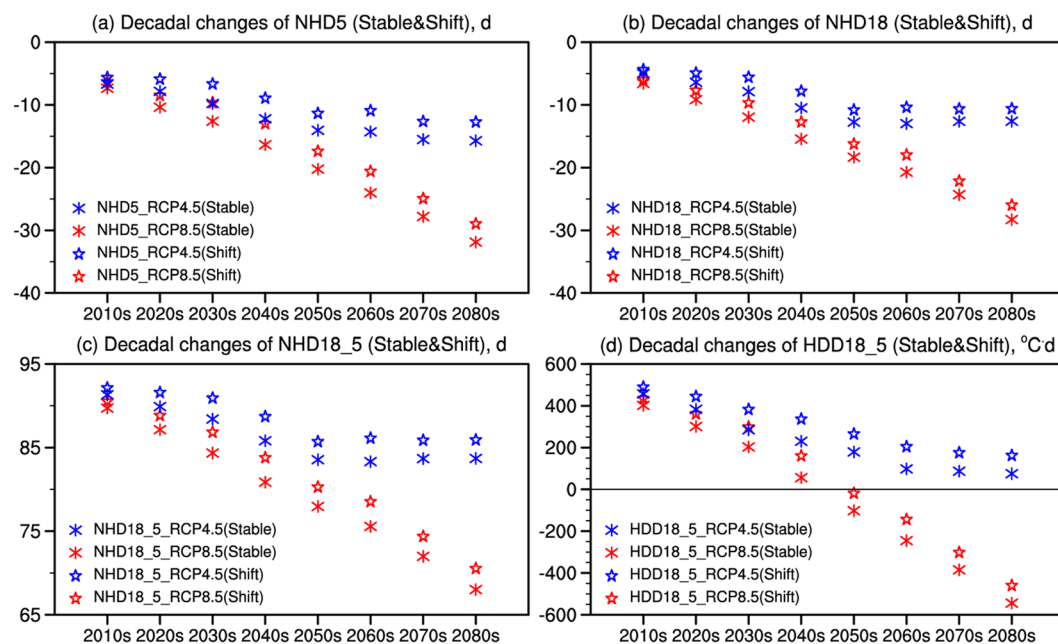 (a) Decadal changes of NHD5 (Stable&Shift), d
0
-10
-20
-30
-40
NHD5_RCP4.5(Stable)
NHD5_RCP8.5(Stable)
NHD5_RCP4.5(Shift)
NHD5_RCP8.5(Shift)
2010s 2020s 2030s 2040s 2050s 2060s 2070s 2080s
(b) Decadal changes of NHD18 (Stable&Shift), d
0
-10
-20
-30
-40
NHD18_RCP4.5(Stable)
NHD18_RCP8.5(Stable)
NHD18_RCP4.5(Shift)
NHD18_RCP8.5(Shift)
2010s 2020s 2030s 2040s 2050s 2060s 2070s 2080s
(c) Decadal changes of NHD18_5 (Stable&Shift), d
95
85
75
65
NHD18_5_RCP4.5(Stable)
NHD18_5_RCP8.5(Stable)
NHD18_5_RCP4.5(Shift)
NHD18_5_RCP8.5(Shift)
2010s 2020s 2030s 2040s 2050s 2060s 2070s 2080s
(d) Decadal changes of HDD18_5 (Stable&Shift), °C·d
600
400
200
0
-200
-400
-600
HDD18_5_RCP4.5(Stable)
HDD18_5_RCP8.5(Stable)
HDD18_5_RCP4.5(Shift)
HDD18_5_RCP8.5(Shift)
2010s 2020s 2030s 2040s 2050s 2060s 2070s 2080s